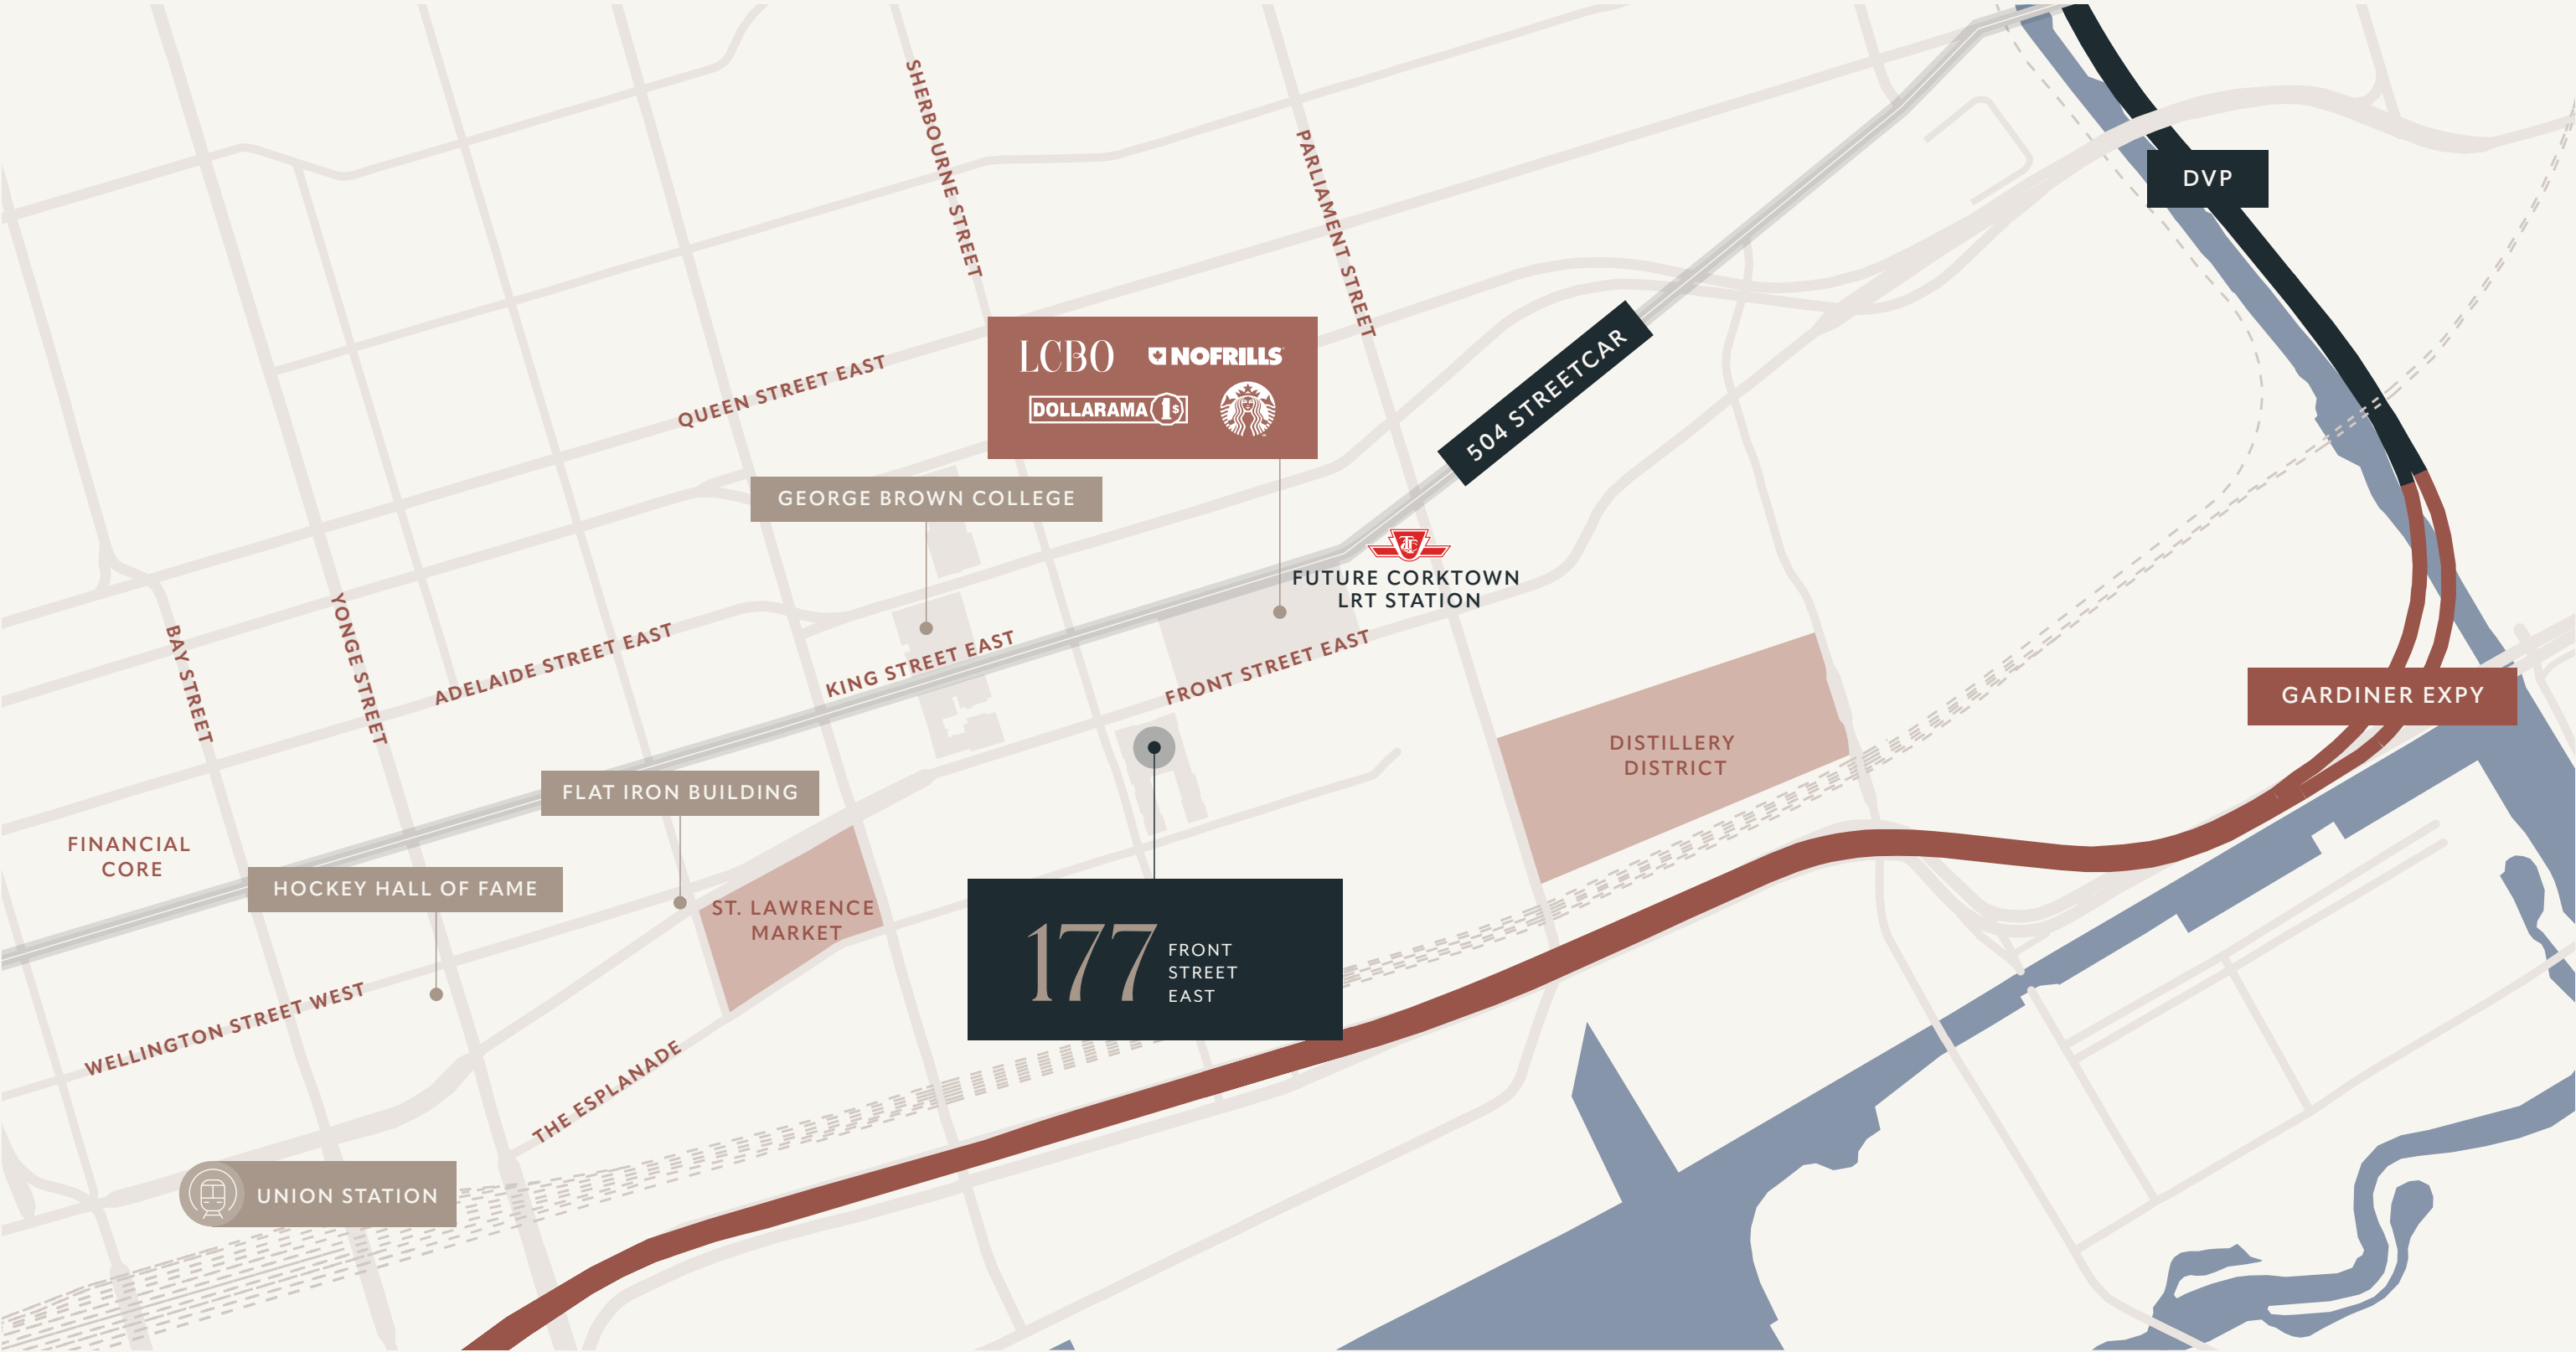 SHERBOURNE STREET
PARLIAMENT STREET
DVP
LCBO
NOFRILLS
DOLLARAMA 1$
QUEEN STREET EAST
504 STREETCAR
GEORGE BROWN COLLEGE
TTC
FUTURE CORKTOWN
LRT STATION
BAY STREET
YONGE STREET
ADELAIDE STREET EAST
KING STREET EAST
FRONT STREET EAST
GARDINER EXPY
DISTILLERY
DISTRICT
FLAT IRON BUILDING
FINANCIAL
CORE
HOCKEY HALL OF FAME
ST. LAWRENCE
MARKET
177
FRONT
STREET
EAST
WELLINGTON STREET WEST
THE ESPLANADE
UNION STATION